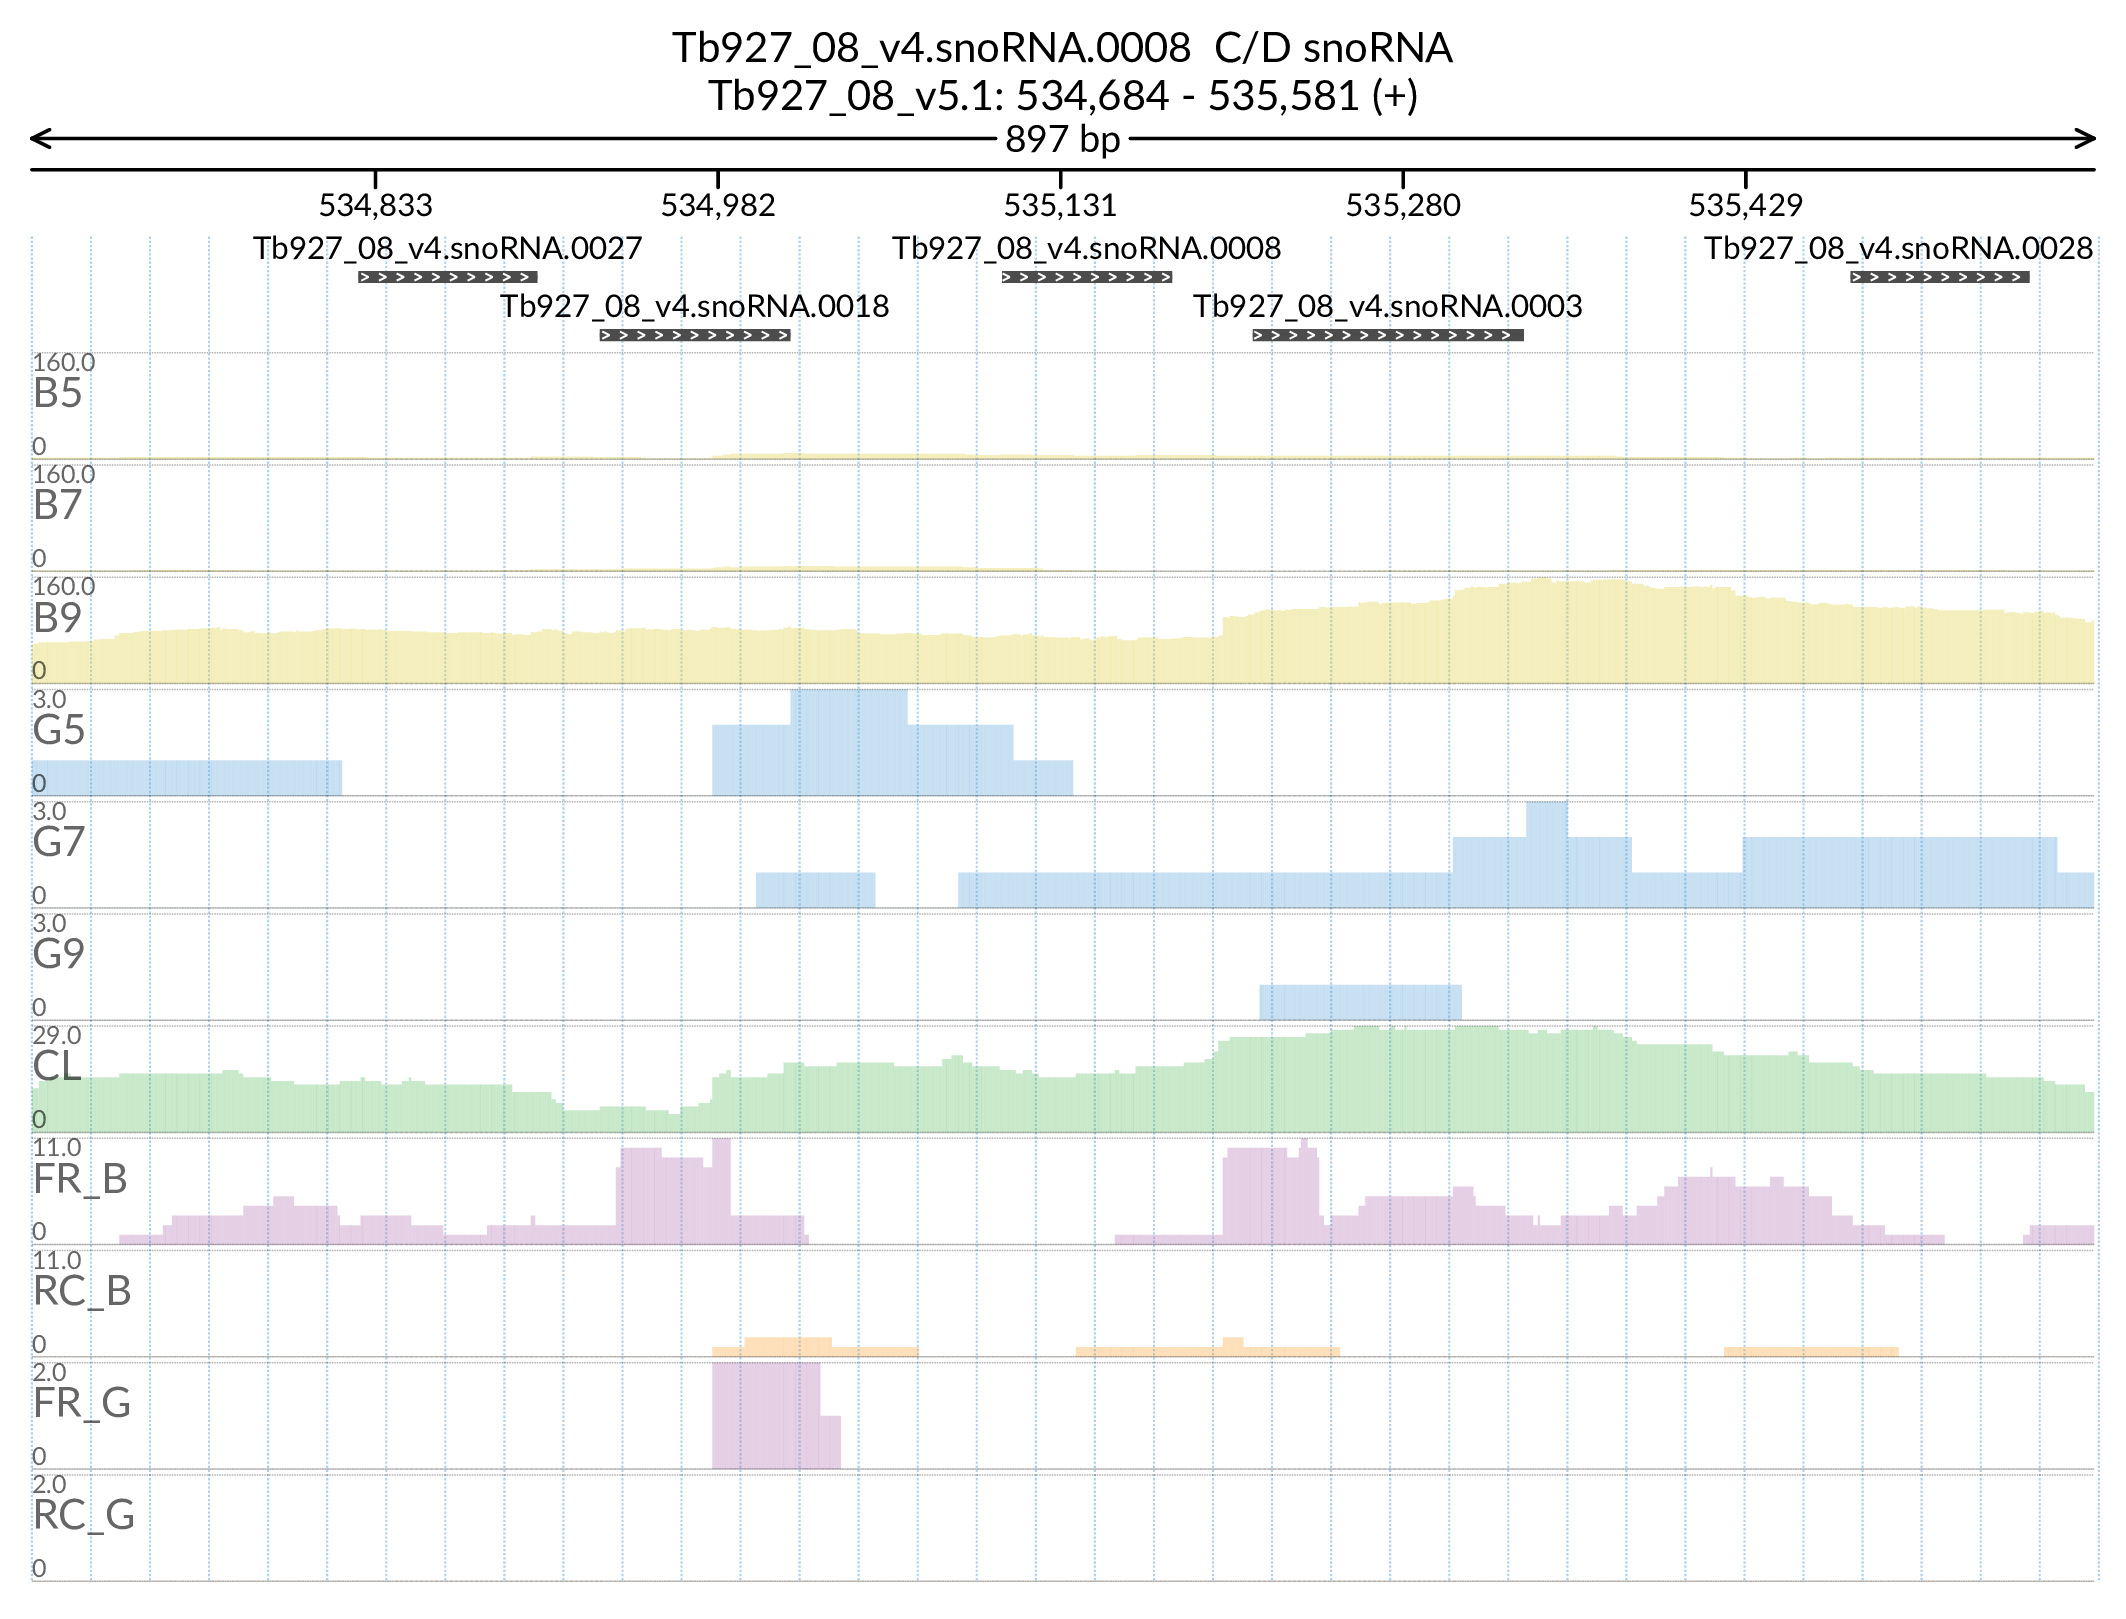 Tb927_08_v4.snoRNA.0008  C/D snoRNA
Tb927_08_v5.1: 534,684 - 535,581 (+)
897 bp
534,833 534,982 535,131 535,280 535,429
Tb927_08_v4.snoRNA.0027 Tb927_08_v4.snoRNA.0008 Tb927_08_v4.snoRNA.0028
Tb927_08_v4.snoRNA.0018 Tb927_08_v4.snoRNA.0003
160.0
B5
0
160.0
B7
0
160.0
B9
0
3.0
G5
0
3.0
G7
0
3.0
G9
0
29.0
CL
0
11.0
FR_B
0
11.0
RC_B
0
2.0
FR_G
0
2.0
RC_G
0